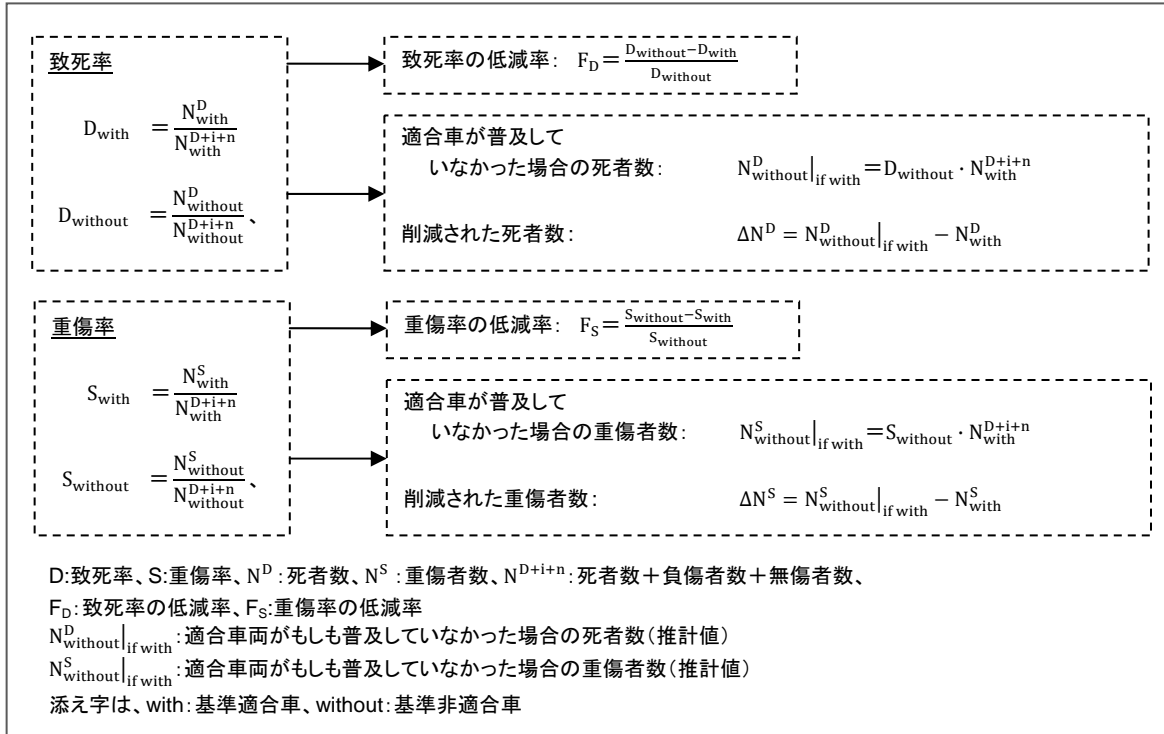 致死率
D_with = N^D_with / N^{D+i+n}_with
D_without = N^D_without / N^{D+i+n}_without、
致死率の低減率: F_D = (D_without−D_with) / D_without
適合車が普及して
いなかった場合の死者数: N^D_without|_{if with} = D_without · N^{D+i+n}_with
削減された死者数: ΔN^D = N^D_without|_{if with} − N^D_with
重傷率
S_with = N^S_with / N^{D+i+n}_with
S_without = N^S_without / N^{D+i+n}_without、
重傷率の低減率: F_S = (S_without−S_with) / S_without
適合車が普及して
いなかった場合の重傷者数: N^S_without|_{if with} = S_without · N^{D+i+n}_with
削減された重傷者数: ΔN^S = N^S_without|_{if with} − N^S_with
D:致死率、S:重傷率、N^D:死者数、N^S:重傷者数、N^{D+i+n}:死者数+負傷者数+無傷者数、
F_D:致死率の低減率、F_S:重傷率の低減率
N^D_without|_{if with}:適合車両がもしも普及していなかった場合の死者数(推計値)
N^S_without|_{if with}:適合車両がもしも普及していなかった場合の重傷者数(推計値)
添え字は、with:基準適合車、without:基準非適合車